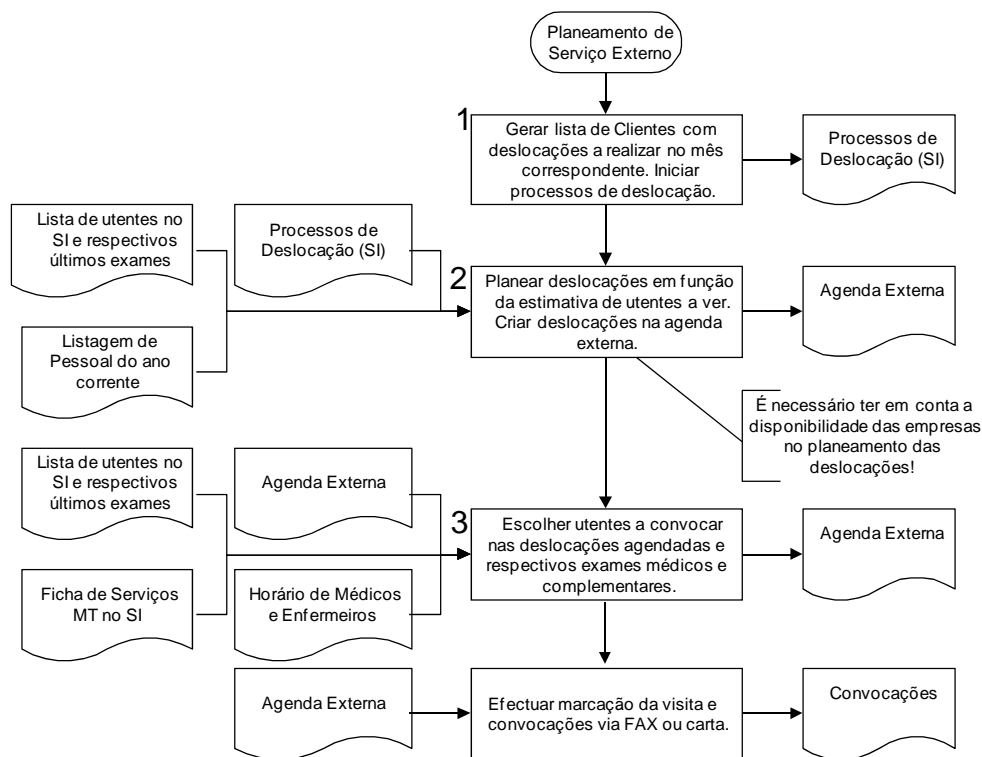 Planeamento de
Serviço Externo
1
Gerar lista de Clientes com
deslocações a realizar no mês
correspondente. Iniciar
processos de deslocação.
Processos de
Deslocação (SI)
Lista de utentes no
SI e respectivos
últimos exames
Processos de
Deslocação (SI)
2
Planear deslocações em função
da estimativa de utentes a ver.
Criar deslocações na agenda
externa.
Agenda Externa
Listagem de
Pessoal do ano
corrente
É necessário ter em conta a
disponibilidade das empresas
no planeamento das
deslocações!
Lista de utentes no
SI e respectivos
últimos exames
Agenda Externa
3
Escolher utentes a convocar
nas deslocações agendadas e
respectivos exames médicos e
complementares.
Agenda Externa
Ficha de Serviços
MT no SI
Horário de Médicos
e Enfermeiros
Agenda Externa
Efectuar marcação da visita e
convocações via FAX ou carta.
Convocações